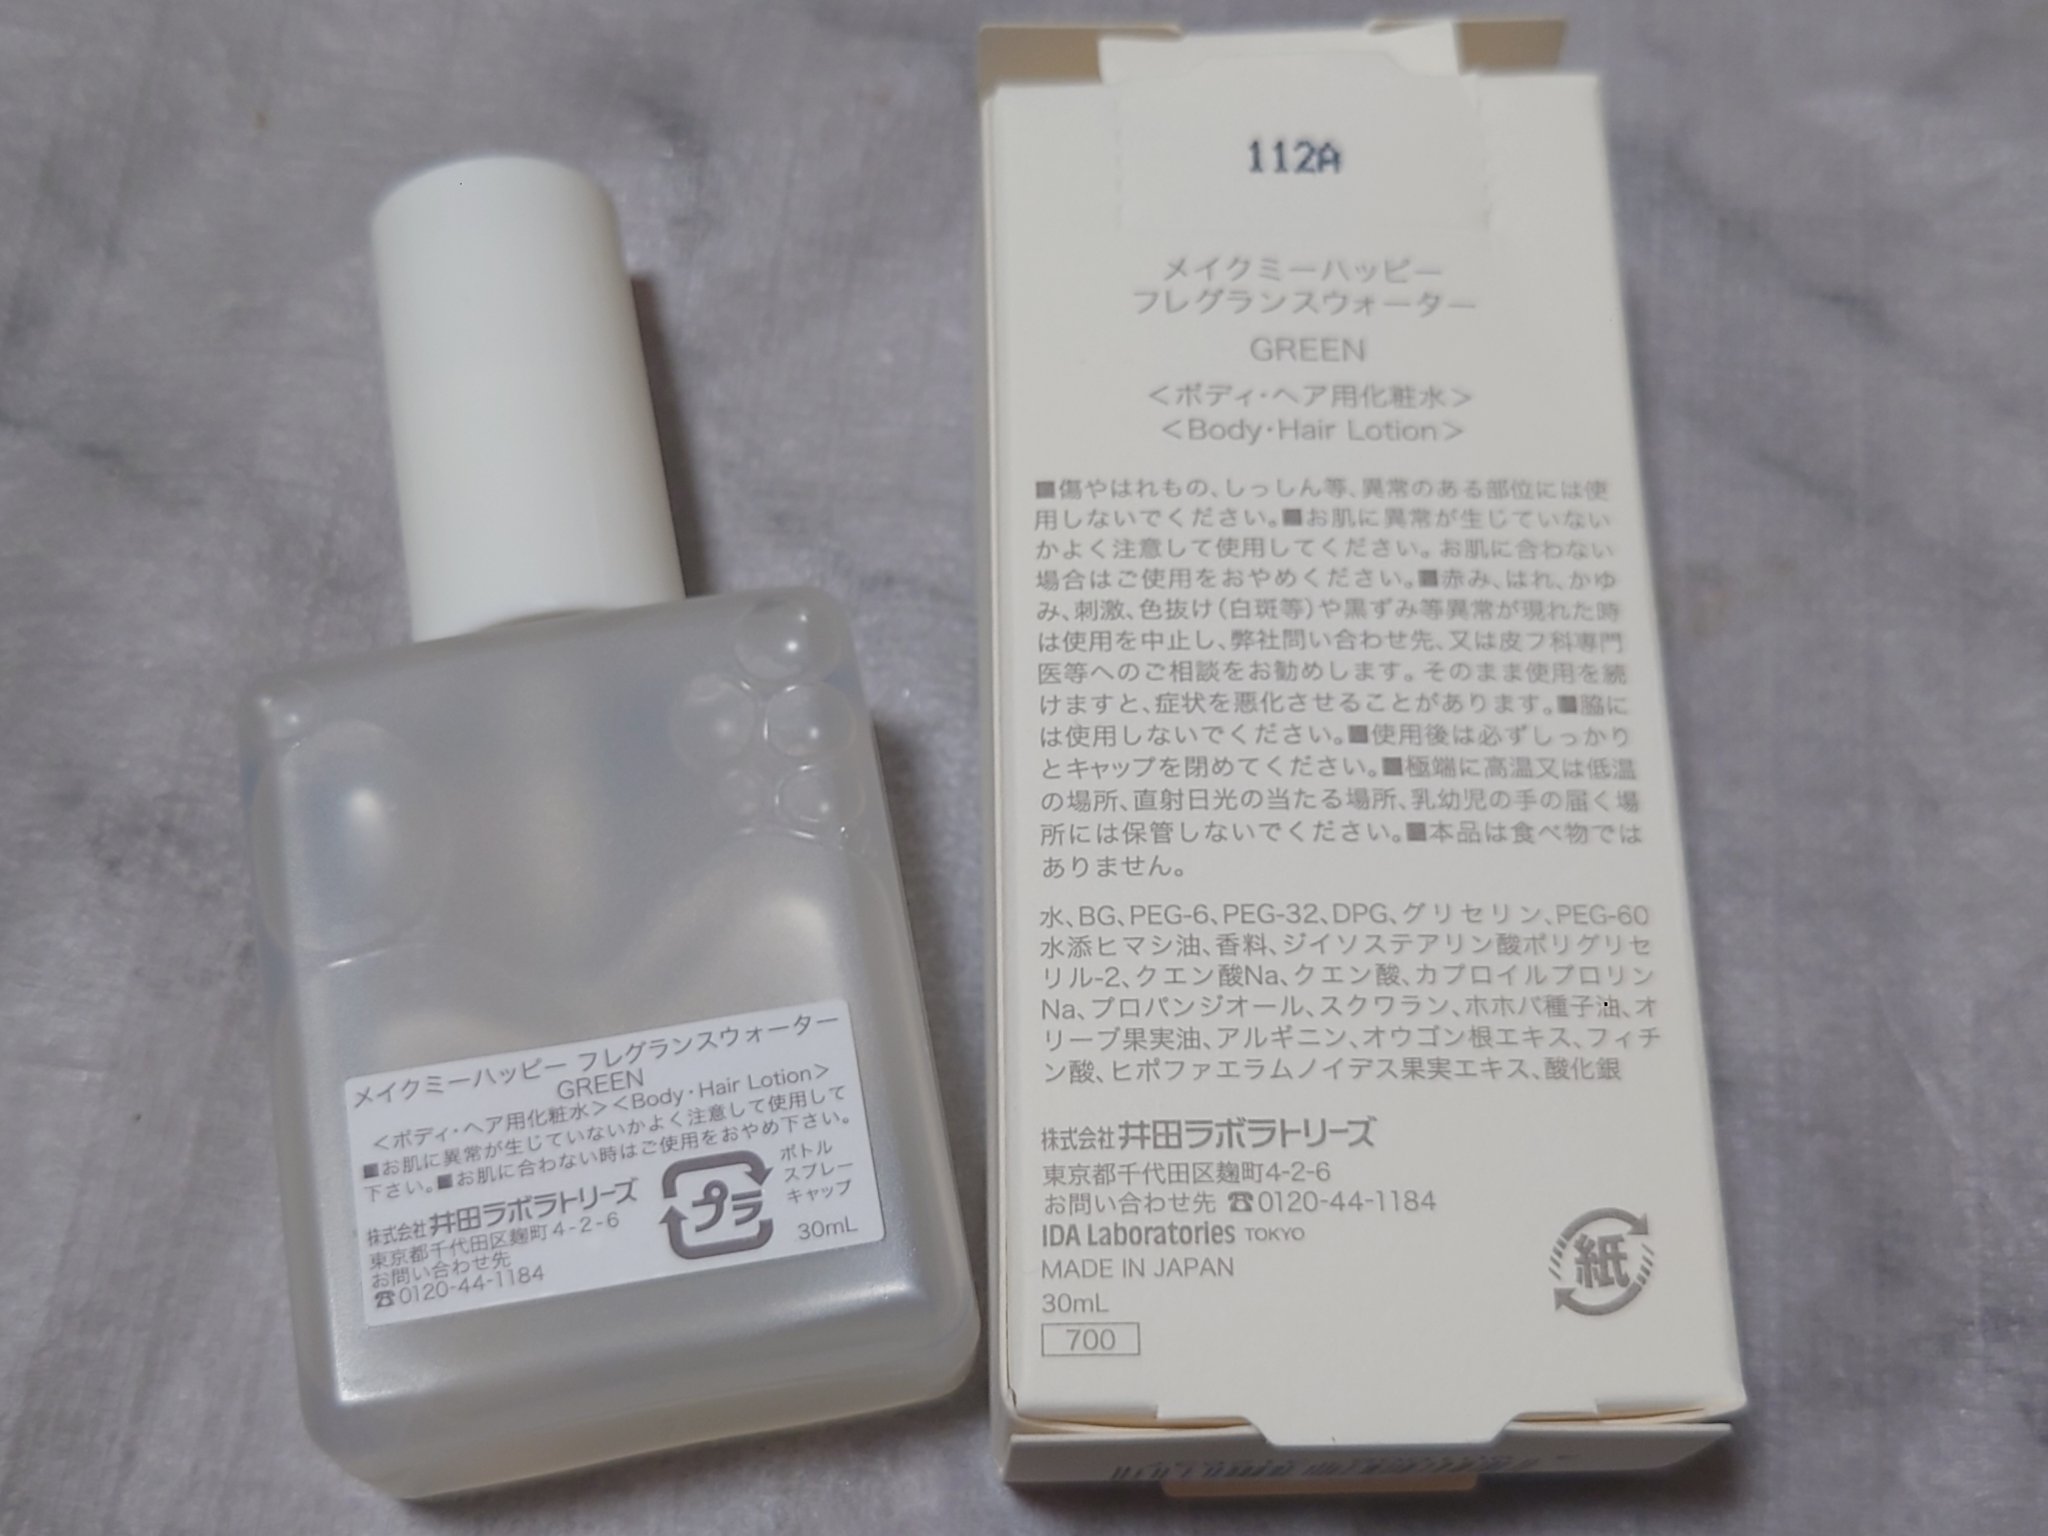 メイクミーハッピー フレグランスウォーター
GREEN
＜ボディ・ヘア用化粧水＞＜Body・Hair Lotion＞
■お肌に異常が生じていないかよく注意して使用して
下さい。■お肌に合わない時はご使用をおやめ下さい。
株式会社井田ラボラトリーズ
東京都千代田区麹町4-2-6
お問い合わせ先
☎0120-44-1184
プラ
ボトル
スプレー
キャップ
30mL
112A
メイクミーハッピー
フレグランスウォーター
GREEN
＜ボディ・ヘア用化粧水＞
＜Body・Hair Lotion＞
■傷やはれもの、しっしん等、異常のある部位には使
用しないでください。■お肌に異常が生じていない
かよく注意して使用してください。お肌に合わない
場合はご使用をおやめください。■赤み、はれ、かゆ
み、刺激、色抜け（白斑等）や黒ずみ等異常が現れた時
は使用を中止し、弊社問い合わせ先、又は皮フ科専門
医等へのご相談をお勧めします。そのまま使用を続
けますと、症状を悪化させることがあります。■脇に
は使用しないでください。■使用後は必ずしっかり
とキャップを閉めてください。■極端に高温又は低温
の場所、直射日光の当たる場所、乳幼児の手の届く場
所には保管しないでください。■本品は食べ物では
ありません。
水、BG、PEG-6、PEG-32、DPG、グリセリン、PEG-60
水添ヒマシ油、香料、ジイソステアリン酸ポリグリセ
リル-2、クエン酸Na、クエン酸、カプロイルプロリン
Na、プロパンジオール、スクワラン、ホホバ種子油、オ
リーブ果実油、アルギニン、オウゴン根エキス、フィチ
ン酸、ヒポファエラムノイデス果実エキス、酸化銀
株式会社井田ラボラトリーズ
東京都千代田区麹町4-2-6
お問い合わせ先 ☎0120-44-1184
IDA Laboratories TOKYO
MADE IN JAPAN
30mL
700
紙